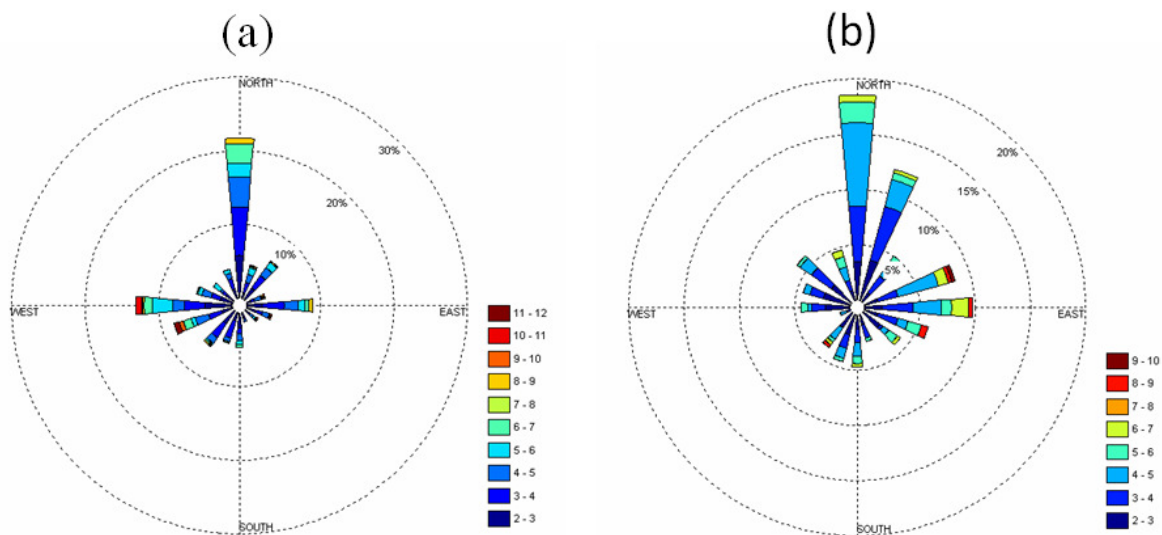 (a)
NORTH
30%
20%
10%
WEST
EAST
SOUTH
11 - 12
10 - 11
9 - 10
8 - 9
7 - 8
6 - 7
5 - 6
4 - 5
3 - 4
2 - 3
(b)
NORTH
20%
15%
10%
5%
WEST
EAST
SOUTH
9 - 10
8 - 9
7 - 8
6 - 7
5 - 6
4 - 5
3 - 4
2 - 3